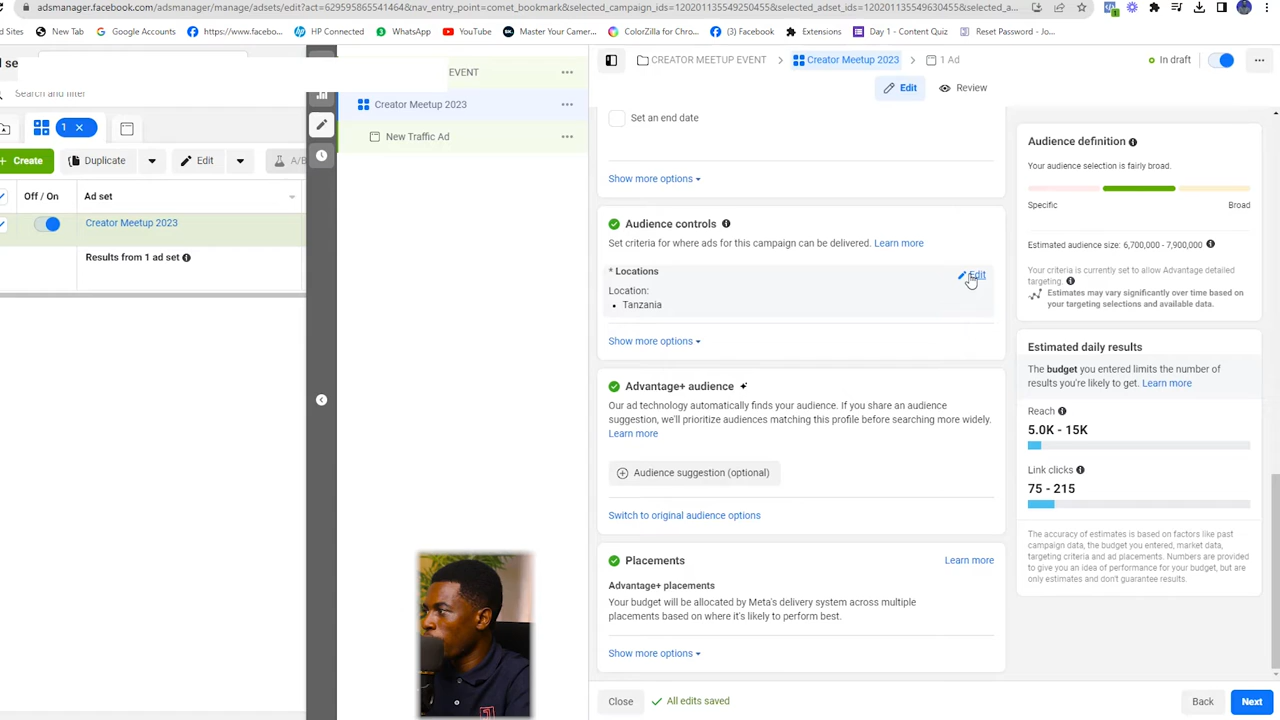 adsmanager.facebook.com/adsmanager/manage/adsets/edit?act=629595865541464&nav_entry_point=comet_bookmark&selected_campaign_ids=120201135549250455&selected_adset_ids=120201135549630455&selected_a...
New Tab
Google Accounts
https://www.facebo...
HP Connected
WhatsApp
YouTube
Master Your Camer...
ColorZilla for Chro...
(3) Facebook
Extensions
Day 1 - Content Quiz
Reset Password - Jo...
d se
Search and filter
1
Create
Duplicate
Edit
A/B
Off / On
Ad set
Creator Meetup 2023
Results from 1 ad set
EVENT
Creator Meetup 2023
New Traffic Ad
CREATOR MEETUP EVENT
Creator Meetup 2023
1 Ad
In draft
Edit
Review
Set an end date
Show more options
Audience controls
Set criteria for where ads for this campaign can be delivered. Learn more
* Locations
Edit
Location:
• Tanzania
Show more options
Advantage+ audience
Our ad technology automatically finds your audience. If you share an audience
suggestion, we'll prioritize audiences matching this profile before searching more widely.
Learn more
Audience suggestion (optional)
Switch to original audience options
Placements
Learn more
Advantage+ placements
Your budget will be allocated by Meta's delivery system across multiple
placements based on where it's likely to perform best.
Show more options
Audience definition
Your audience selection is fairly broad.
Specific
Broad
Estimated audience size: 6,700,000 - 7,900,000
Your criteria is currently set to allow Advantage detailed
targeting.
Estimates may vary significantly over time based on
your targeting selections and available data.
Estimated daily results
The budget you entered limits the number of
results you're likely to get. Learn more
Reach
5.0K - 15K
Link clicks
75 - 215
The accuracy of estimates is based on factors like past
campaign data, the budget you entered, market data,
targeting criteria and ad placements. Numbers are provided
to give you an idea of performance for your budget, but are
only estimates and don't guarantee results.
Close
All edits saved
Back
Next